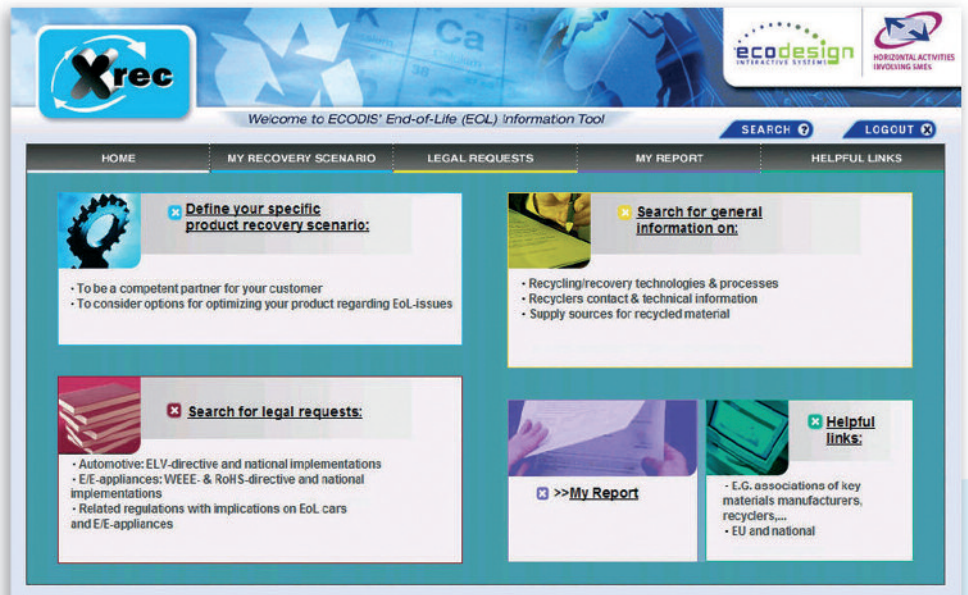 Xrec
Ca
38
ecodesign
INTERACTIVE SYSTEMS
HORIZONTAL ACTIVITIES
INVOLVING SMES
Welcome to ECODIS' End-of-Life (EOL) Information Tool
SEARCH ?
LOGOUT X
HOME
MY RECOVERY SCENARIO
LEGAL REQUESTS
MY REPORT
HELPFUL LINKS
Define your specific
product recovery scenario:
• To be a competent partner for your customer
• To consider options for optimizing your product regarding EoL-issues
Search for general
information on:
• Recycling/recovery technologies & processes
• Recyclers contact & technical information
• Supply sources for recycled material
Search for legal requests:
• Automotive: ELV-directive and national implementations
• E/E-appliances: WEEE- & RoHS-directive and national
implementations
• Related regulations with implications on EoL cars
and E/E-appliances
>>My Report
Helpful
links:
• E.G. associations of key
materials manufacturers,
recyclers,...
• EU and national